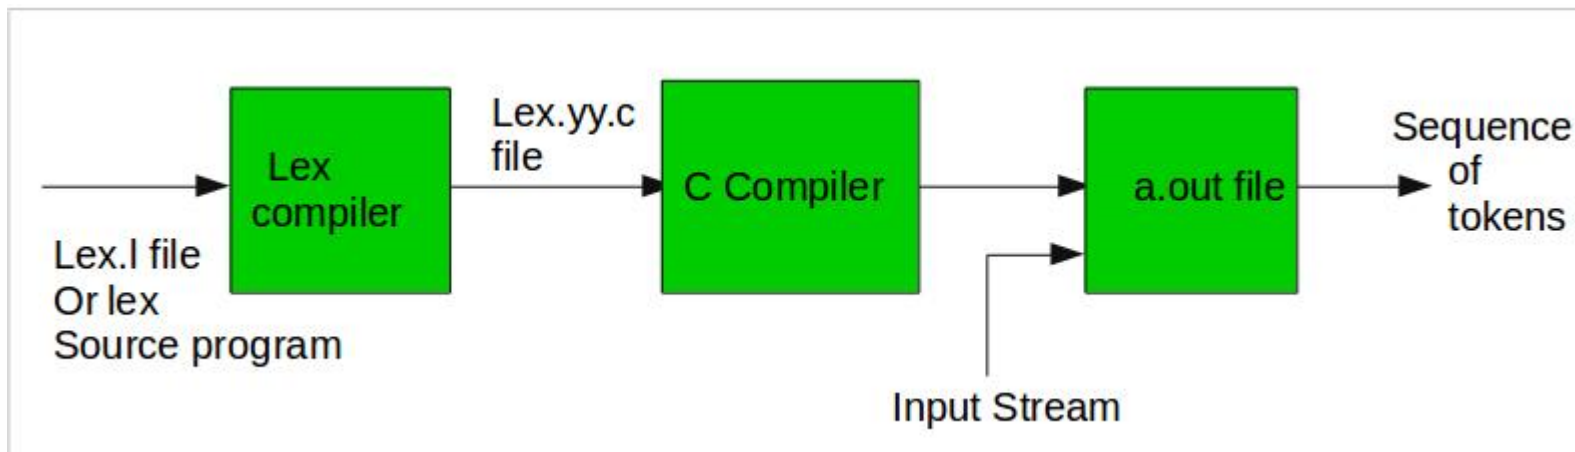 Lex.l file
Or lex
Source program
Lex
compiler
Lex.yy.c
file
C Compiler
Input Stream
a.out file
Sequence
of
tokens